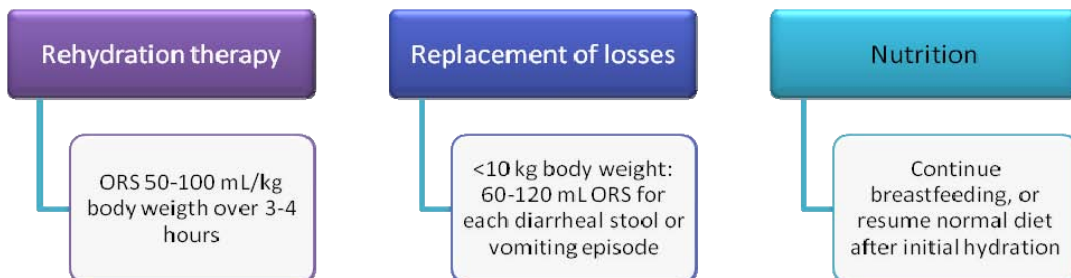 Rehydration therapy
ORS 50-100 mL/kg
body weigth over 3-4
hours
Replacement of losses
<10 kg body weight:
60-120 mL ORS for
each diarrheal stool or
vomiting episode
Nutrition
Continue
breastfeeding, or
resume normal diet
after initial hydration